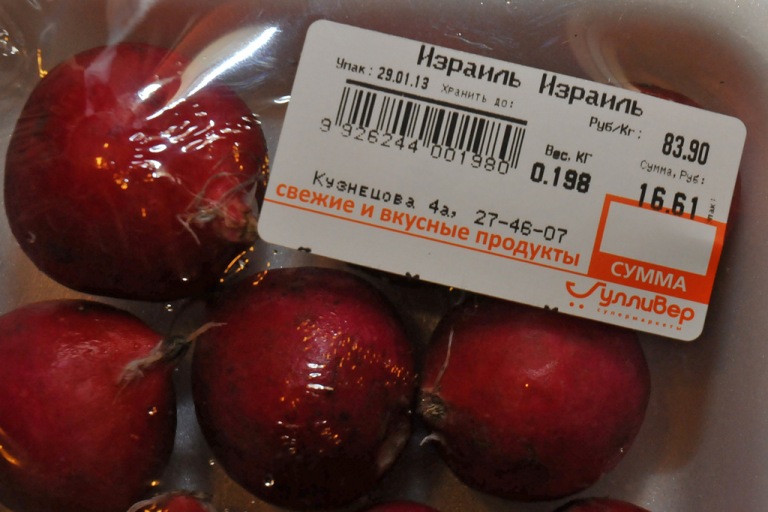 Израиль Израиль
Упак: 29.01.13 Хранить до:
Руб/Кг: 83.90
9 926244 001980
Вес, КГ
0.198
Сумма, Руб:
16.61
Кузнецова 4а, 27-46-07
свежие и вкусные продукты
СУММА
Гулливер
супермаркеты